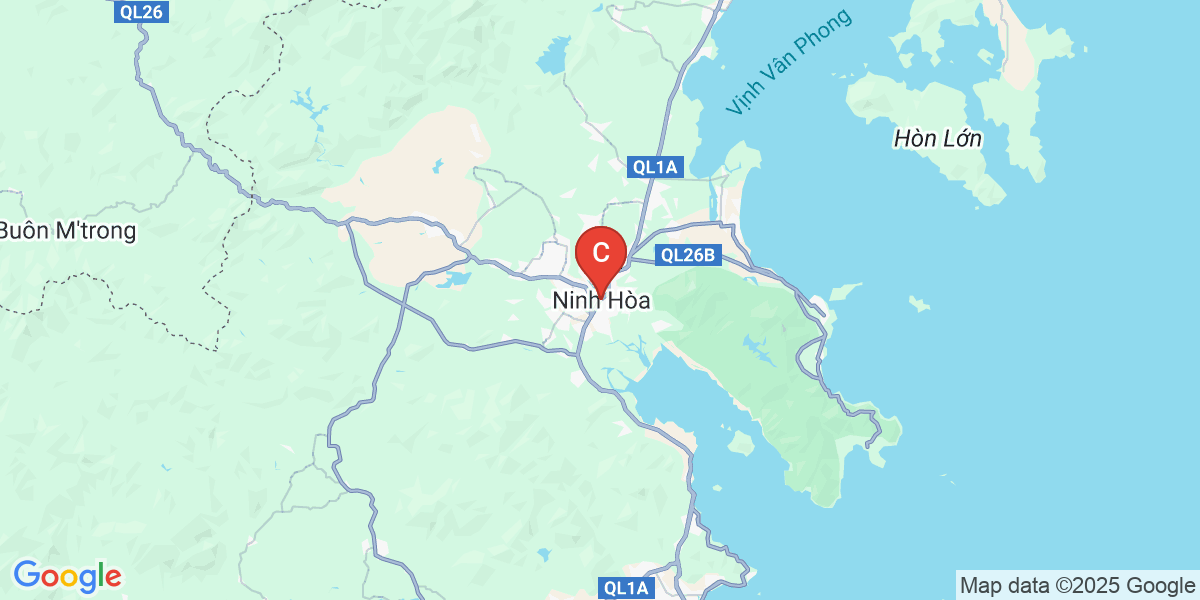 QL26
Vịnh Vân Phong
Hòn Lớn
QL1A
Buôn M'trong
C
QL26B
Ninh Hòa
Google
QL1A
Map data ©2025 Google